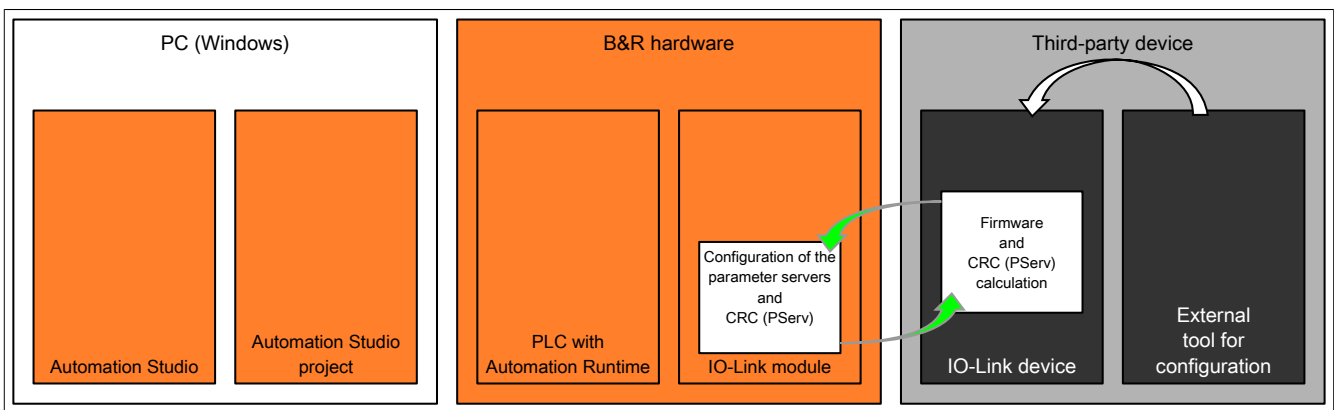 PC (Windows)
B&R hardware
Third-party device
Automation Studio
Automation Studio
project
PLC with
Automation Runtime
Configuration of the
parameter servers
and
CRC (PServ)
IO-Link module
Firmware
and
CRC (PServ)
calculation
IO-Link device
External
tool for
configuration